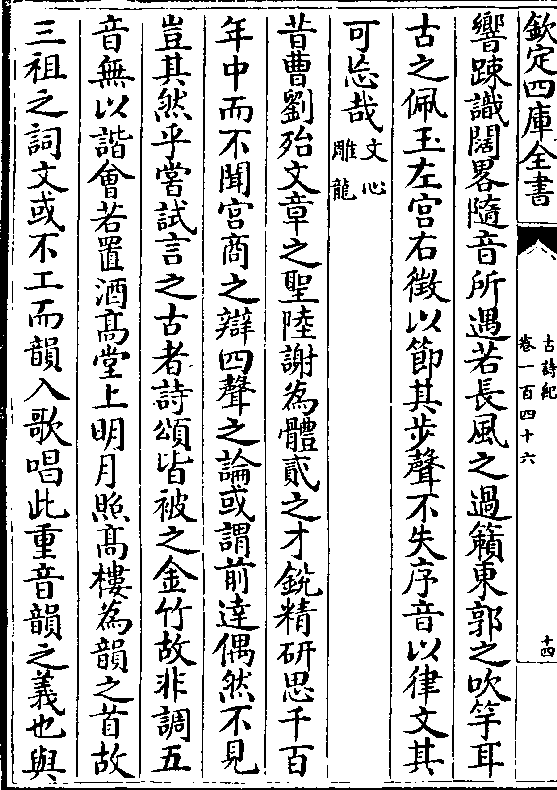 欽定四庫全書
古詩紀
卷一百四十六
十四
響踈識闊畧隨音所遇若長風之過籟東郭之吹竽耳
古之佩玉左宮右徵以節其步聲不失序音以律文其
可忘哉文心雕龍
昔曹劉殆文章之聖陸謝為體貳之才銳精研思千百
年中而不聞宮商之辯四聲之論或謂前達偶然不見
豈其然乎嘗試言之古者詩頌皆被之金竹故非調五
音無以諧會若置酒髙堂上明月照髙樓為韻之首故
三祖之詞文或不工而韻入歌唱此重音韻之義也與